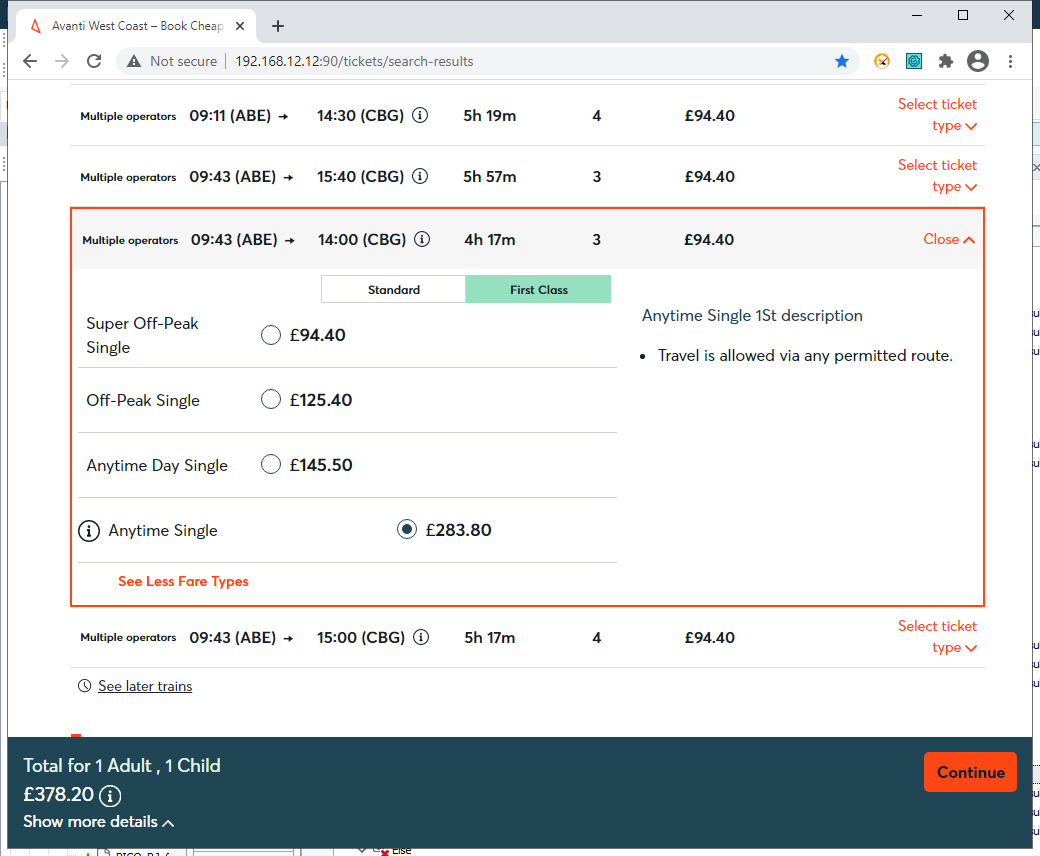 Avanti West Coast – Book Cheap
Not secure
192.168.12.12:90/tickets/search-results
Multiple operators 09:11 (ABE) → 14:30 (CBG) 5h 19m 4 £94.40 Select ticket type
Multiple operators 09:43 (ABE) → 15:40 (CBG) 5h 57m 3 £94.40 Select ticket type
Multiple operators 09:43 (ABE) → 14:00 (CBG) 4h 17m 3 £94.40 Close
Standard First Class
Super Off-Peak
Single £94.40
Off-Peak Single £125.40
Anytime Day Single £145.50
Anytime Single £283.80
See Less Fare Types
Anytime Single 1St description
• Travel is allowed via any permitted route.
Multiple operators 09:43 (ABE) → 15:00 (CBG) 5h 17m 4 £94.40 Select ticket type
See later trains
Total for 1 Adult , 1 Child
£378.20
Show more details
Continue
Else